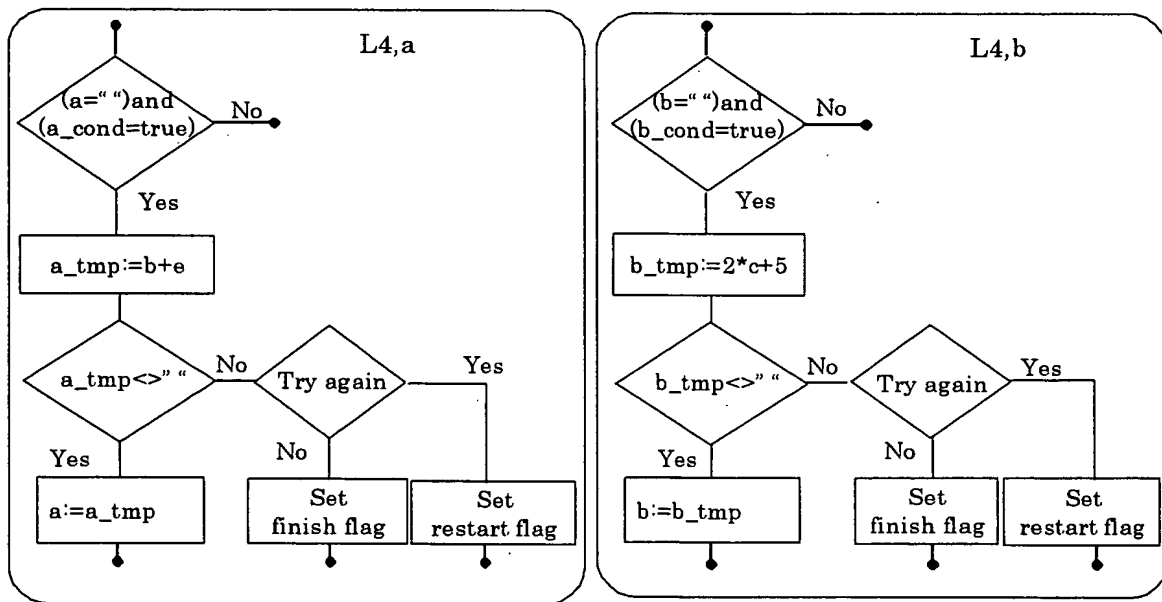 L4,a
(a=“ “)and
(a_cond=true)
No
Yes
a_tmp:=b+e
a_tmp<>” “
No
Try again
Yes
Yes
No
a:=a_tmp
Set
finish flag
Set
restart flag
L4,b
(b=“ “)and
(b_cond=true)
No
Yes
b_tmp:=2*c+5
b_tmp<>” “
No
Try again
Yes
Yes
No
b:=b_tmp
Set
finish flag
Set
restart flag